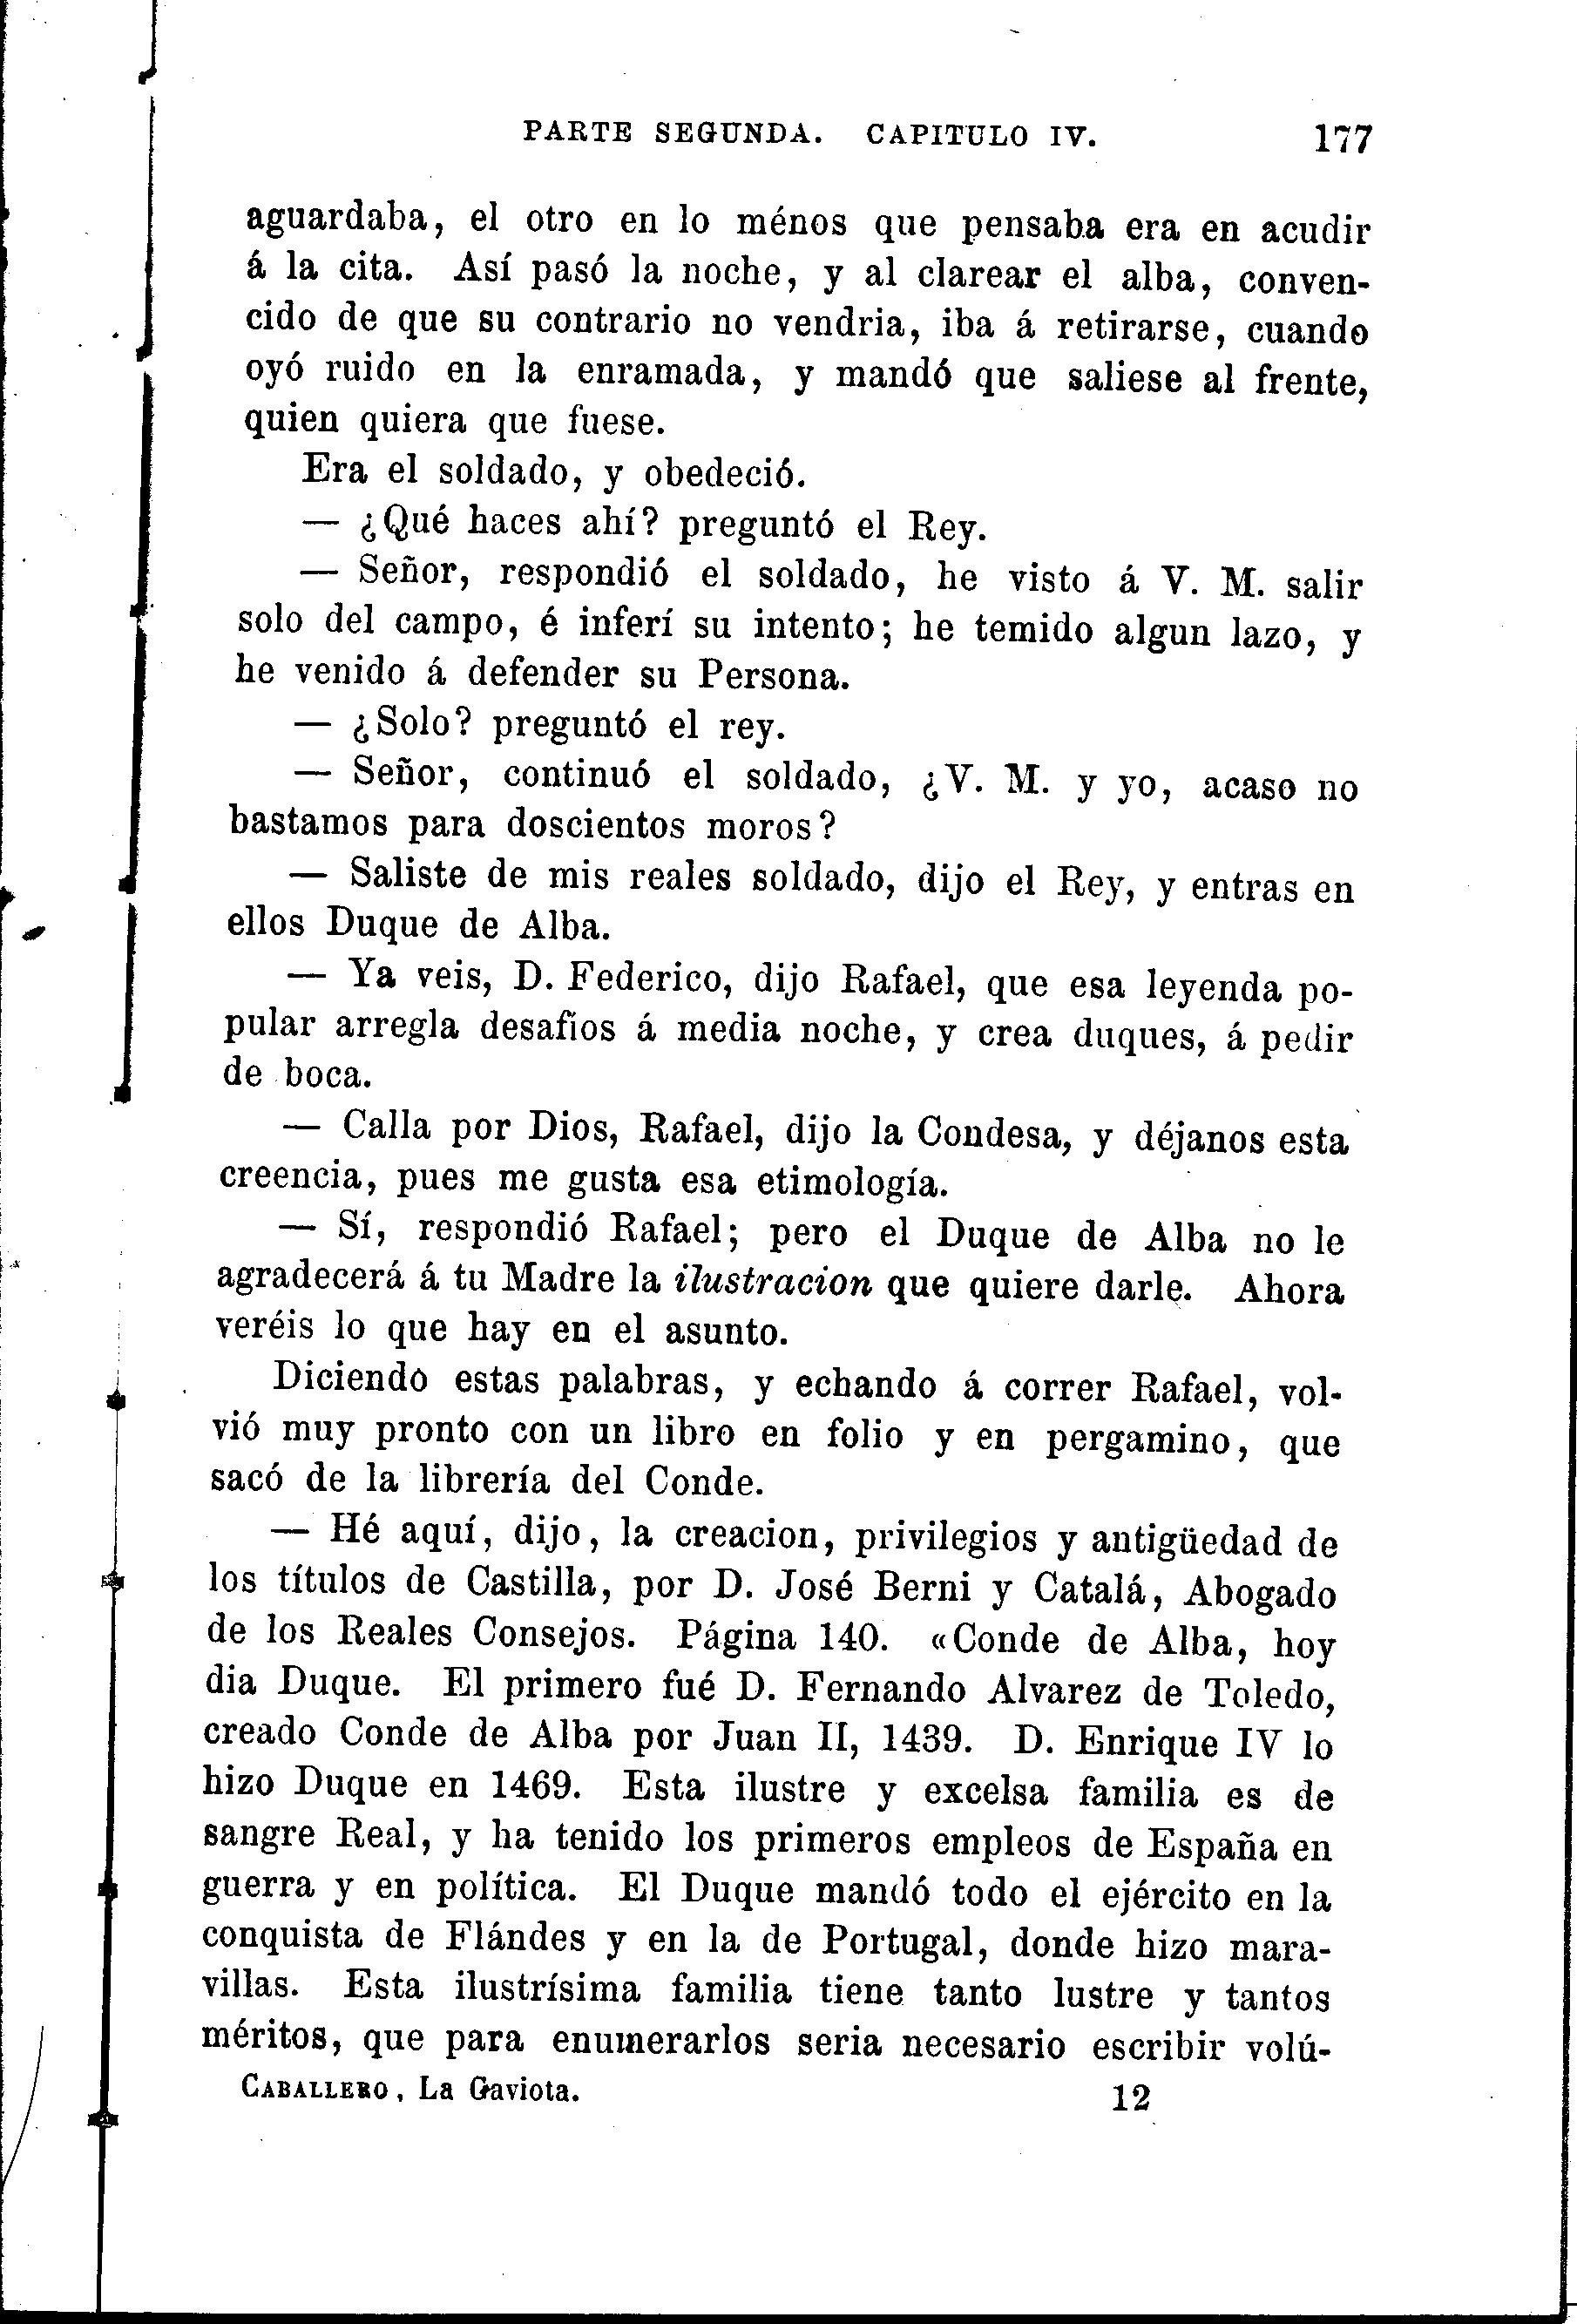 PARTE SEGUNDA. CAPITULO IV. 177
aguardaba, el otro en lo ménos que pensaba era en acudir
á la cita. Así pasó la noche, y al clarear el alba, conven-
cido de que su contrario no vendria, iba á retirarse, cuando
oyó ruido en la enramada, y mandó que saliese al frente,
quien quiera que fuese.
Era el soldado, y obedeció.
— ¿Qué haces ahí? preguntó el Rey.
— Señor, respondió el soldado, he visto á V. M. salir
solo del campo, é inferí su intento; he temido algun lazo, y
he venido á defender su Persona.
— ¿Solo? preguntó el rey.
— Señor, continuó el soldado, ¿V. M. y yo, acaso no
bastamos para doscientos moros?
— Saliste de mis reales soldado, dijo el Rey, y entras en
ellos Duque de Alba.
— Ya veis, D. Federico, dijo Rafael, que esa leyenda po-
pular arregla desafíos á media noche, y crea duques, á pedir
de boca.
— Calla por Dios, Rafael, dijo la Condesa, y déjanos esta
creencia, pues me gusta esa etimología.
— Sí, respondió Rafael; pero el Duque de Alba no le
agradecerá á tu Madre la ilustracion que quiere darle. Ahora
veréis lo que hay en el asunto.
Diciendo estas palabras, y echando á correr Rafael, vol-
vió muy pronto con un libro en folio y en pergamino, que
sacó de la librería del Conde.
— Hé aquí, dijo, la creacion, privilegios y antigüedad de
los títulos de Castilla, por D. José Berni y Catalá, Abogado
de los Reales Consejos. Página 140. «Conde de Alba, hoy
dia Duque. El primero fué D. Fernando Alvarez de Toledo,
creado Conde de Alba por Juan II, 1439. D. Enrique IV lo
hizo Duque en 1469. Esta ilustre y excelsa familia es de
sangre Real, y ha tenido los primeros empleos de España en
guerra y en política. El Duque mandó todo el ejército en la
conquista de Flándes y en la de Portugal, donde hizo mara-
villas. Esta ilustrísima familia tiene tanto lustre y tantos
méritos, que para enumerarlos seria necesario escribir volú-
CABALLERO, La Gaviota. 12